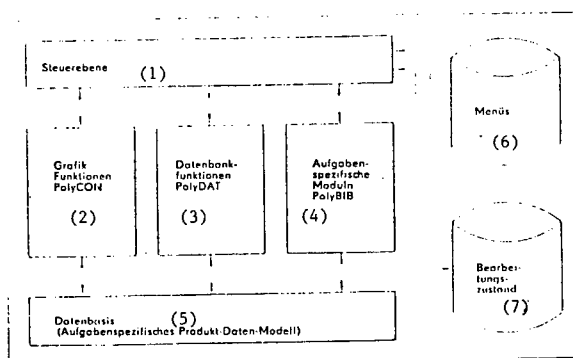 Steuerebene (1)
Menüs
(6)
Grafik
Funktionen
PolyCON
(2)
Datenbank-
funktionen
PolyDAT
(3)
Aufgaben-
spezifische
Moduln
PolyBIB
(4)
Bearbei-
tungs-
zustand
(7)
Datenbasis (5)
(Aufgabenspezifisches Produkt-Daten-Modell)